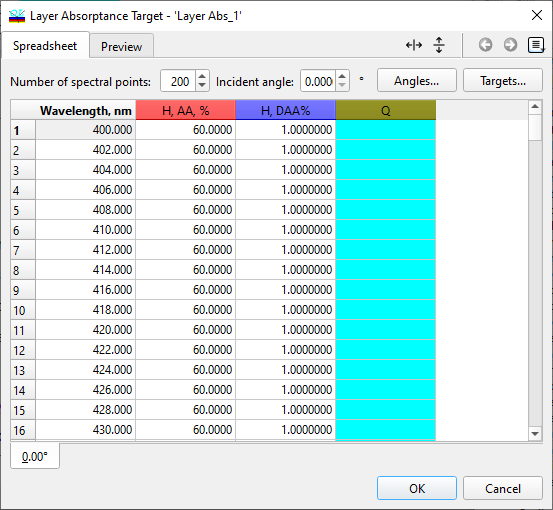 Layer Absorptance Target - 'Layer Abs_1'
Spreadsheet Preview
Number of spectral points: 200 Incident angle: 0.000 ° Angles... Targets...
Wavelength, nm H, AA, % H, DAA% Q
1 400.000 60.0000 1.0000000
2 402.000 60.0000 1.0000000
3 404.000 60.0000 1.0000000
4 406.000 60.0000 1.0000000
5 408.000 60.0000 1.0000000
6 410.000 60.0000 1.0000000
7 412.000 60.0000 1.0000000
8 414.000 60.0000 1.0000000
9 416.000 60.0000 1.0000000
10 418.000 60.0000 1.0000000
11 420.000 60.0000 1.0000000
12 422.000 60.0000 1.0000000
13 424.000 60.0000 1.0000000
14 426.000 60.0000 1.0000000
15 428.000 60.0000 1.0000000
16 430.000 60.0000 1.0000000
0.00°
OK Cancel